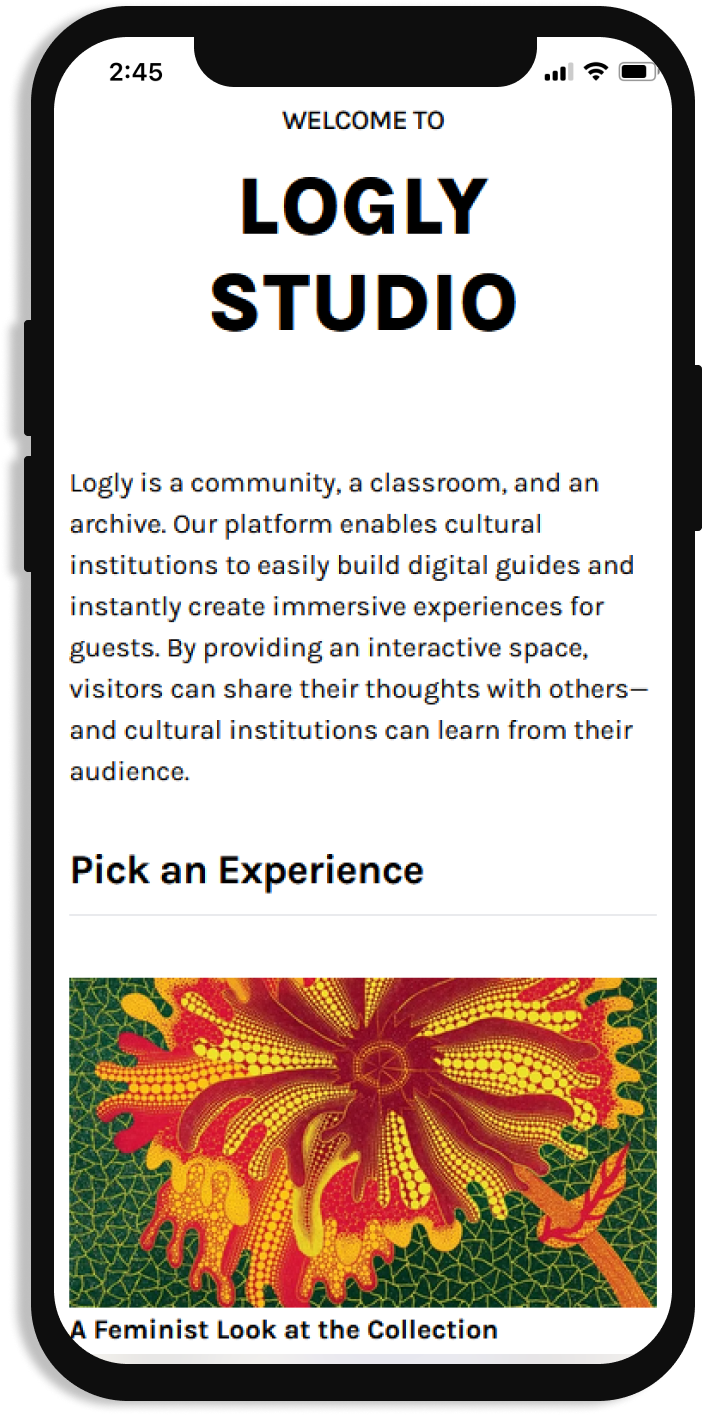 2:45
WELCOME TO
LOGLY
STUDIO
Logly is a community, a classroom, and an
archive. Our platform enables cultural
institutions to easily build digital guides and
instantly create immersive experiences for
guests. By providing an interactive space,
visitors can share their thoughts with others—
and cultural institutions can learn from their
audience.
Pick an Experience
A Feminist Look at the Collection